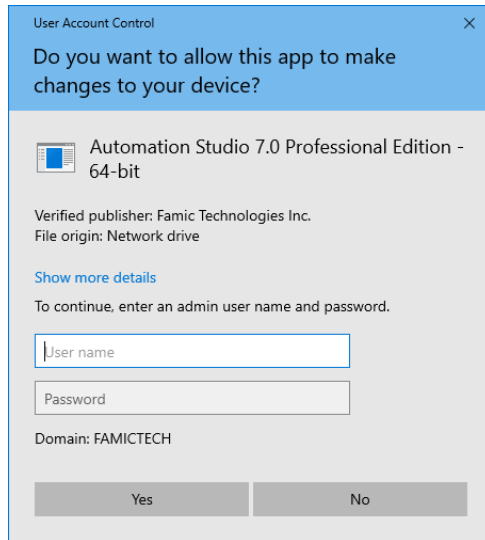 User Account Control
Do you want to allow this app to make
changes to your device?
Automation Studio 7.0 Professional Edition -
64-bit
Verified publisher: Famic Technologies Inc.
File origin: Network drive
Show more details
To continue, enter an admin user name and password.
User name
Password
Domain: FAMICTECH
Yes
No